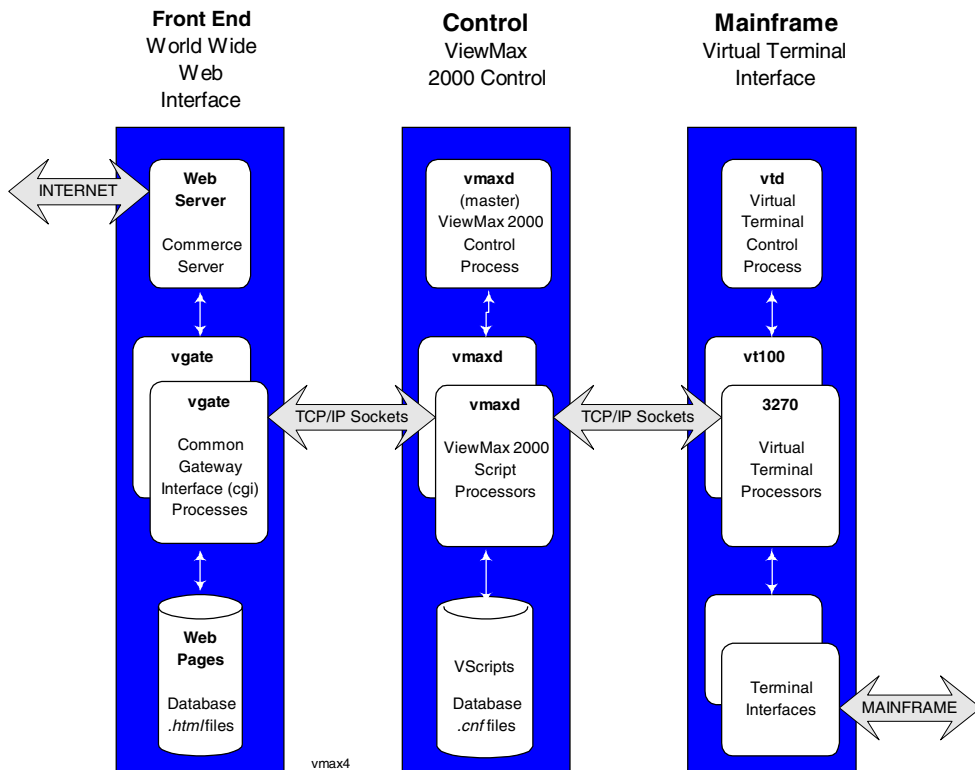 Front End
World Wide
Web
Interface
Control
ViewMax
2000 Control
Mainframe
Virtual Terminal
Interface
INTERNET
Web
Server
Commerce
Server
vgate
vgate
Common
Gateway
Interface (cgi)
Processes
Web
Pages
Database
.html files
TCP/IP Sockets
vmaxd
(master)
ViewMax 2000
Control
Process
vmaxd
vmaxd
ViewMax 2000
Script
Processors
VScripts
Database
.cnf files
TCP/IP Sockets
vtd
Virtual
Terminal
Control
Process
vt100
3270
Virtual
Terminal
Processors
Terminal
Interfaces
MAINFRAME
vmax4